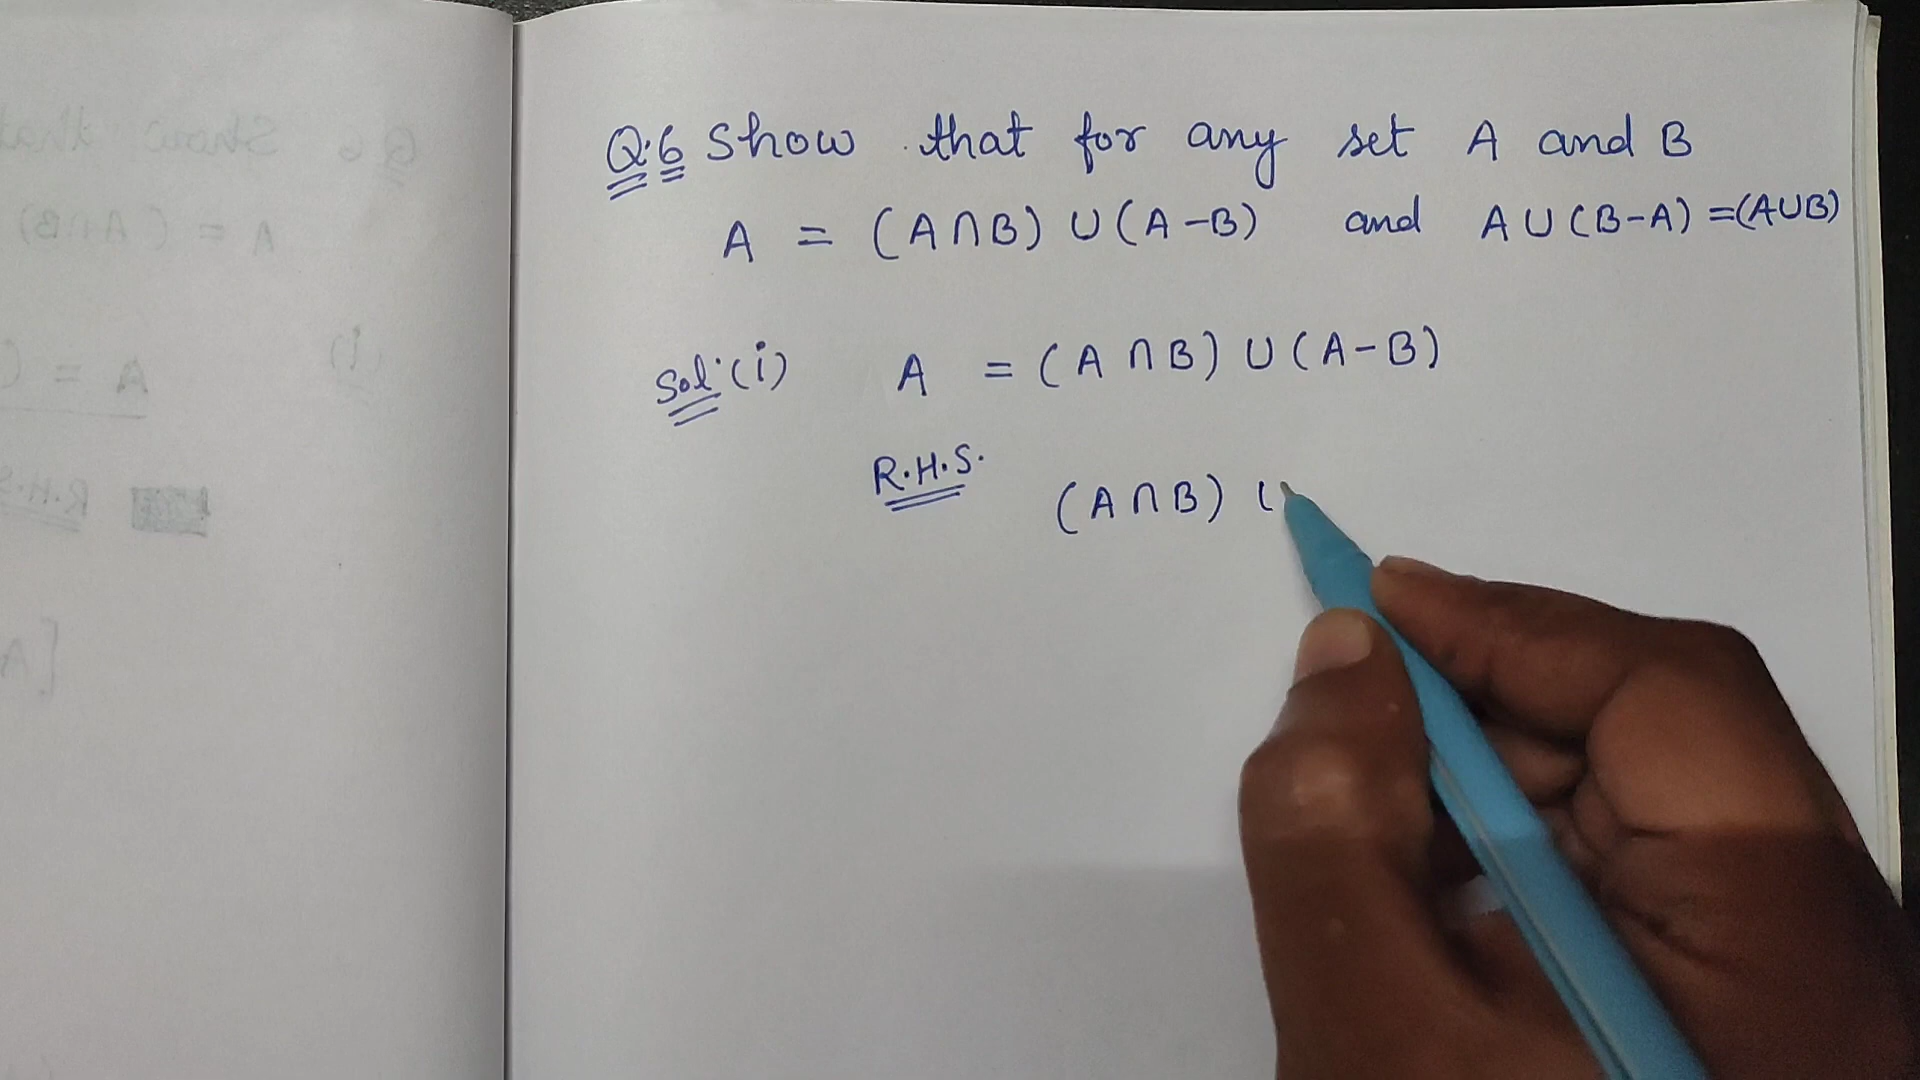 Q.6 Show that for any set A and B
A = (A∩B) ∪ (A-B) and A∪(B-A) = (A∪B)
Sol. (i) A = (A∩B) ∪ (A-B)
R.H.S.
(A∩B)